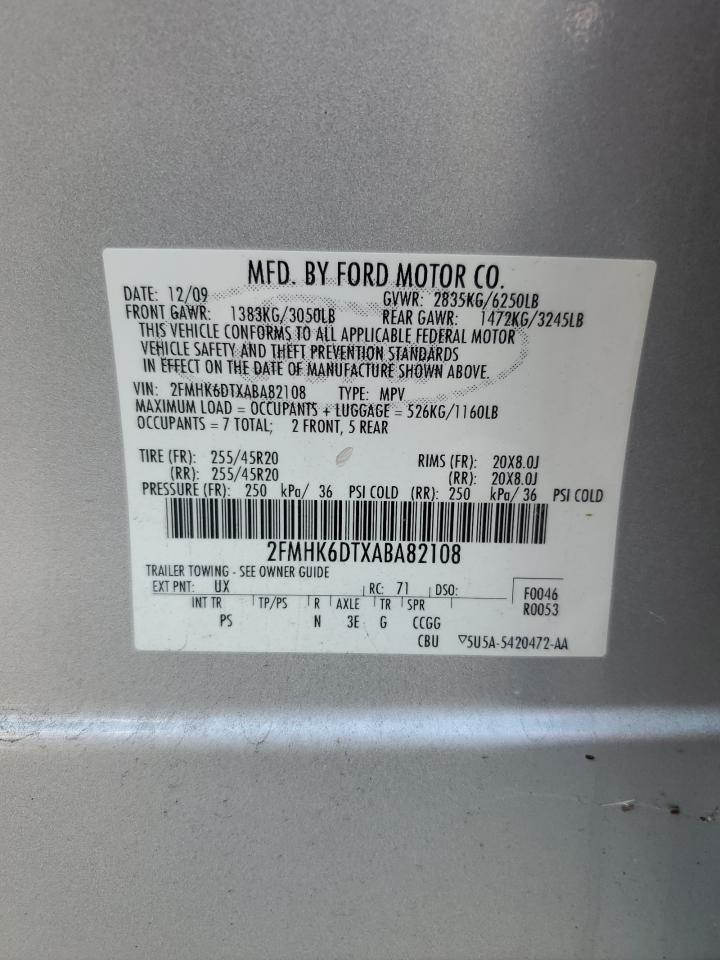 MFD. BY FORD MOTOR CO.
DATE: 12/09 GVWR: 2835KG/6250LB
FRONT GAWR: 1383KG/3050LB REAR GAWR: 1472KG/3245LB
THIS VEHICLE CONFORMS TO ALL APPLICABLE FEDERAL MOTOR
VEHICLE SAFETY AND THEFT PREVENTION STANDARDS
IN EFFECT ON THE DATE OF MANUFACTURE SHOWN ABOVE.
VIN: 2FMHK6DTXABA82108 TYPE: MPV
MAXIMUM LOAD = OCCUPANTS + LUGGAGE = 526KG/1160LB
OCCUPANTS = 7 TOTAL; 2 FRONT, 5 REAR
TIRE (FR): 255/45R20 RIMS (FR): 20X8.0J
(RR): 255/45R20 (RR): 20X8.0J
PRESSURE (FR): 250 kPa/ 36 PSI COLD (RR): 250 kPa/ 36 PSI COLD
2FMHK6DTXABA82108
TRAILER TOWING - SEE OWNER GUIDE
EXT PNT: UX RC: 71 DSO: F0046
INT TR TP/PS R AXLE TR SPR R0053
PS N 3E G CCGG
CBU ▽5U5A-5420472-AA